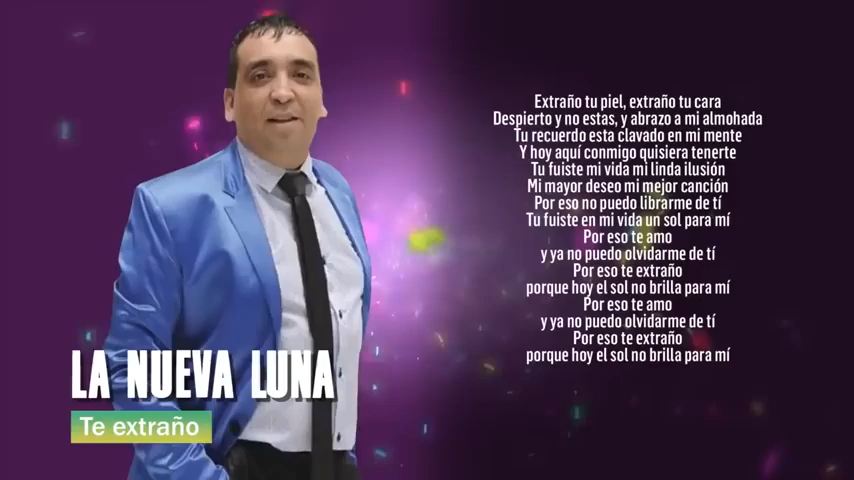 Extraño tu piel, extraño tu cara
Despierto y no estas, y abrazo a mi almohada
Tu recuerdo esta clavado en mi mente
Y hoy aquí conmigo quisiera tenerte
Tu fuiste mi vida mi linda ilusión
Mi mayor deseo mi mejor canción
Por eso no puedo librarme de tí
Tu fuiste en mi vida un sol para mí
Por eso te amo
y ya no puedo olvidarme de tí
Por eso te extraño
porque hoy el sol no brilla para mí
Por eso te amo
y ya no puedo olvidarme de tí
Por eso te extraño
porque hoy el sol no brilla para mí
LA NUEVA LUNA
Te extraño